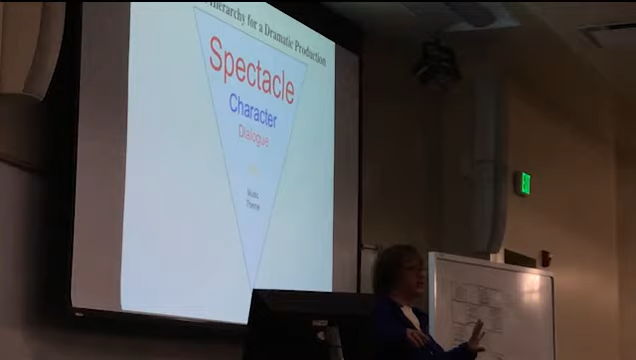 Hierarchy for a Dramatic Production
Spectacle
Character
Dialogue
Music
Theme